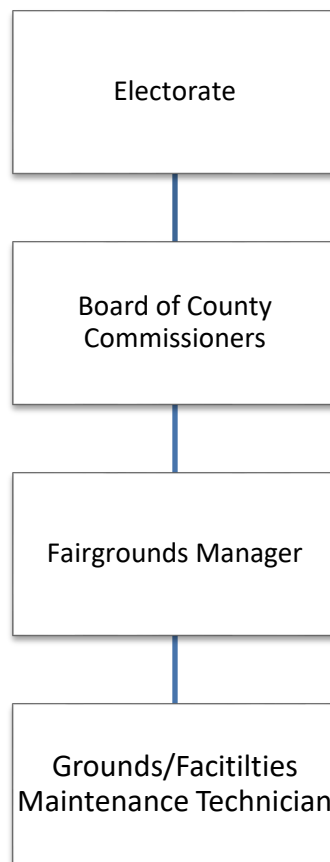 Electorate
Board of County
Commissioners
Fairgrounds Manager
Grounds/Facitilties
Maintenance Technician